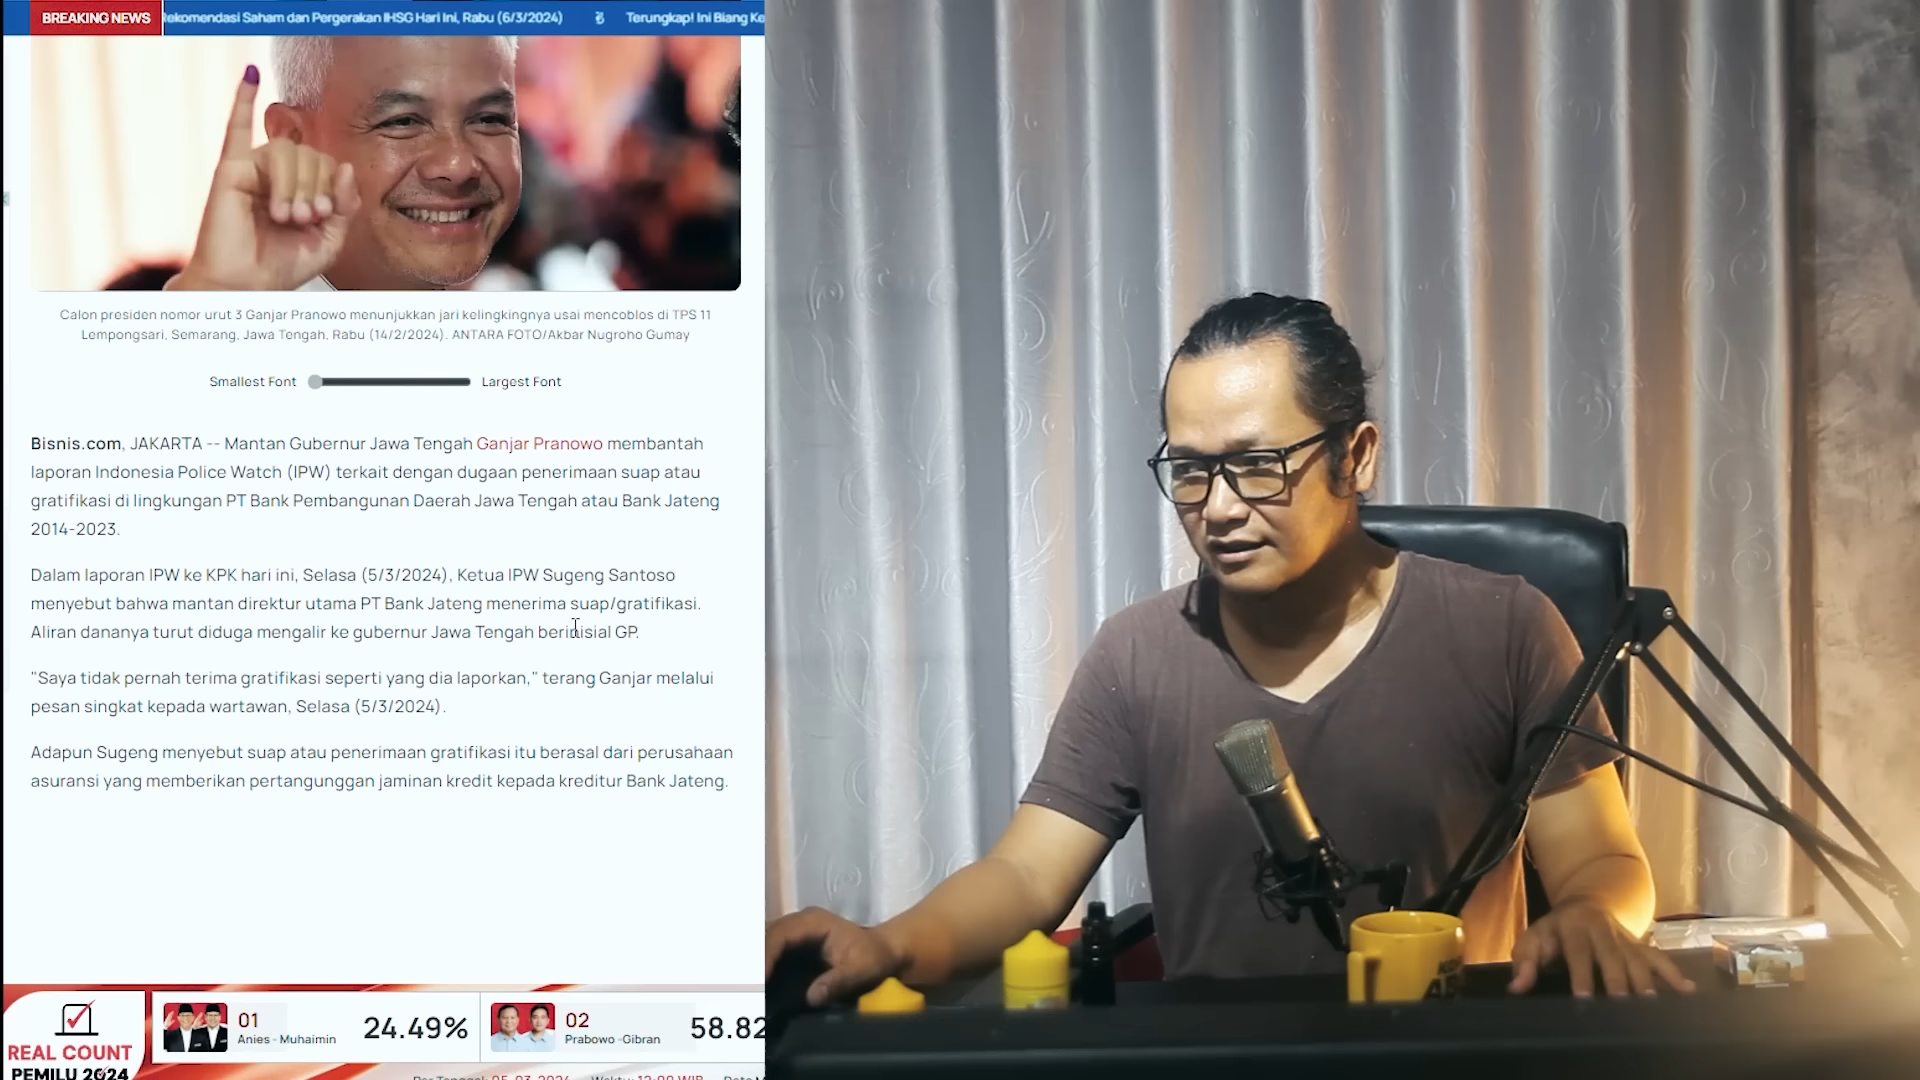 BREAKING NEWS
Rekomendasi Saham dan Pergerakan IHSG Hari Ini, Rabu (6/3/2024)
Terungkap! Ini Biang
Calon presiden nomor urut 3 Ganjar Pranowo menunjukkan jari kelingkingnya usai mencoblos di TPS 11
Lempongsari, Semarang, Jawa Tengah, Rabu (14/2/2024). ANTARA FOTO/Akbar Nugroho Gumay
Smallest Font
Largest Font
Bisnis.com, JAKARTA -- Mantan Gubernur Jawa Tengah Ganjar Pranowo membantah
laporan Indonesia Police Watch (IPW) terkait dengan dugaan penerimaan suap atau
gratifikasi di lingkungan PT Bank Pembangunan Daerah Jawa Tengah atau Bank Jateng
2014-2023.
Dalam laporan IPW ke KPK hari ini, Selasa (5/3/2024), Ketua IPW Sugeng Santoso
menyebut bahwa mantan direktur utama PT Bank Jateng menerima suap/gratifikasi.
Aliran dananya turut diduga mengalir ke gubernur Jawa Tengah berinisial GP.
"Saya tidak pernah terima gratifikasi seperti yang dia laporkan," terang Ganjar melalui
pesan singkat kepada wartawan, Selasa (5/3/2024).
Adapun Sugeng menyebut suap atau penerimaan gratifikasi itu berasal dari perusahaan
asuransi yang memberikan pertangunggan jaminan kredit kepada kreditur Bank Jateng.
REAL COUNT
PEMILU 2024
01
Anies - Muhaimin
24.49%
02
Prabowo -Gibran
58.82